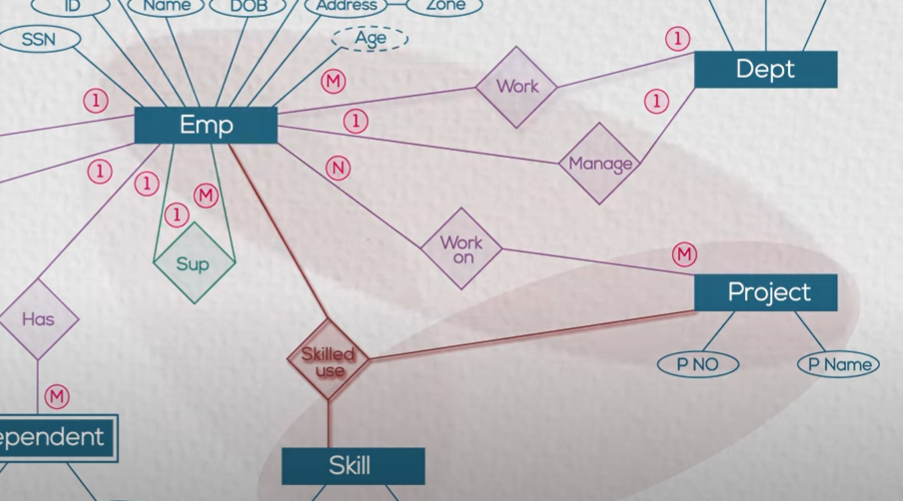 ID
Name
DOB
Address
Zone
SSN
Age
1
Dept
M
Work
1
1
Emp
1
1
Manage
1
1
N
M
1
Work
on
Sup
M
Project
Has
Skilled
use
P NO
P Name
M
ependent
Skill